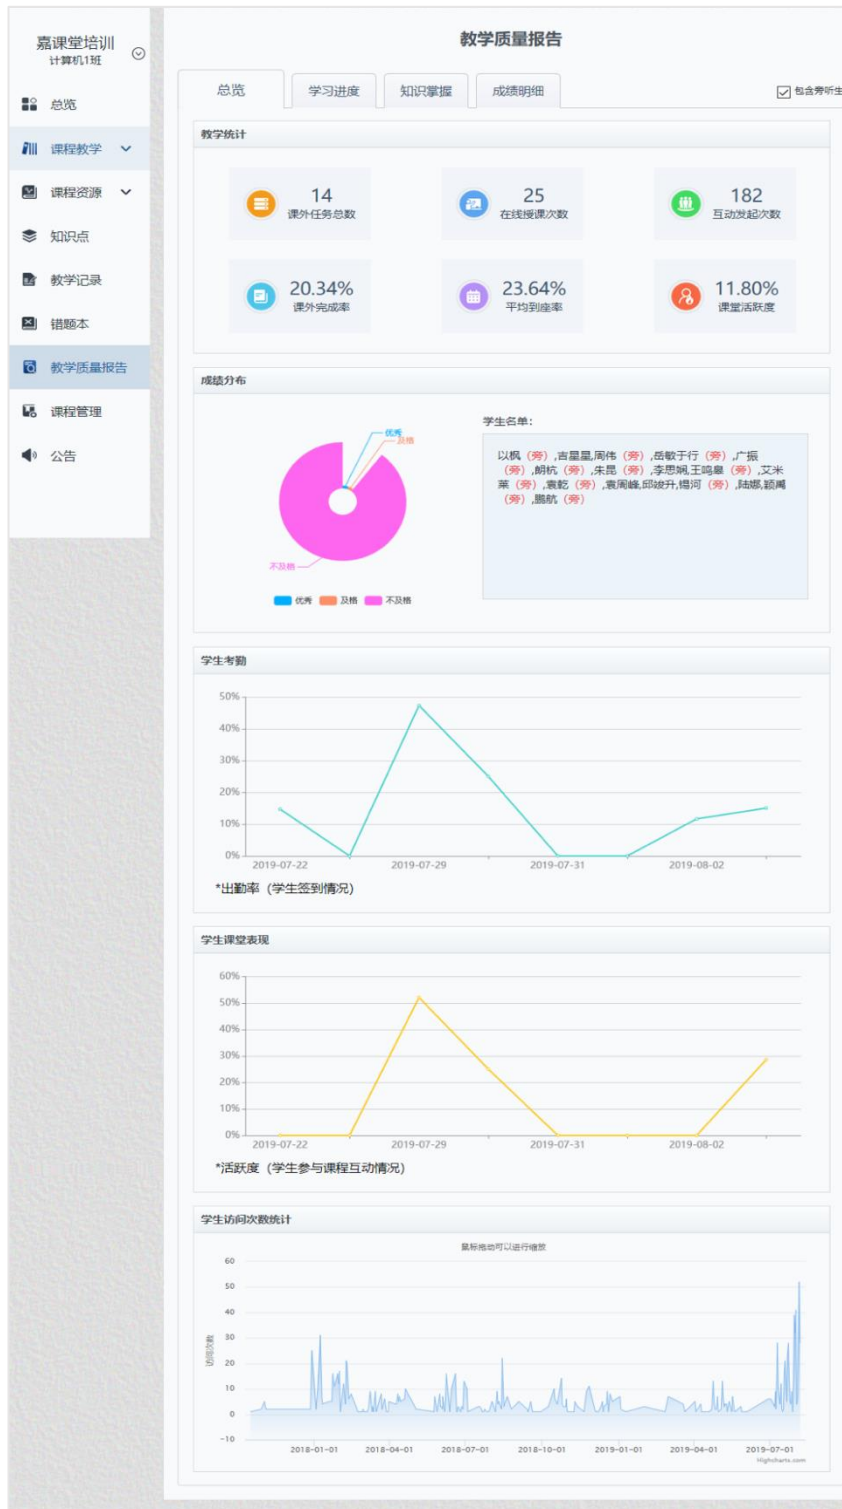 嘉课堂培训
计算机1班
总览
课程教学
课程资源
知识点
教学记录
错题本
教学质量报告
课程管理
公告
教学质量报告
总览 学习进度 知识掌握 成绩明细 包含旁听生
教学统计
14 25 182
课外任务总数 在线授课次数 互动发起次数
20.34% 23.64% 11.80%
课外完成率 平均到座率 课堂活跃度
成绩分布
优秀
及格
不及格
优秀 及格 不及格
学生名单:
以枫（旁）,吉星星,周伟（旁）,岳敏于行（旁）,广振
（旁）,朗杭（旁）,朱昆（旁）,李思娴,王鸣皋（旁）,艾米
莱（旁）,袁乾（旁）,袁周峰,邱竣升,锡河（旁）,陆娜,颖禺
（旁）,鹏航（旁）
学生考勤
50%
40%
30%
20%
10%
0%
2019-07-22 2019-07-29 2019-07-31 2019-08-02
*出勤率（学生签到情况）
学生课堂表现
60%
50%
40%
30%
20%
10%
0%
2019-07-22 2019-07-29 2019-07-31 2019-08-02
*活跃度（学生参与课程互动情况）
学生访问次数统计
鼠标拖动可以进行缩放
访问次数
60
50
40
30
20
10
0
-10
2018-01-01 2018-04-01 2018-07-01 2018-10-01 2019-01-01 2019-04-01 2019-07-01
Highcharts.com